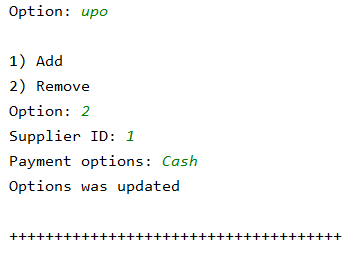 Option: upo
1) Add
2) Remove
Option: 2
Supplier ID: 1
Payment options: Cash
Options was updated
+++++++++++++++++++++++++++++++++++++